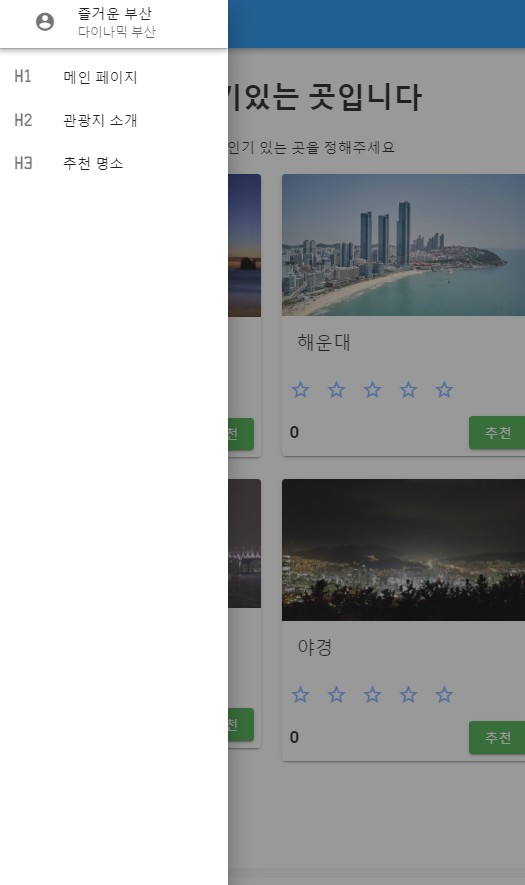 즐거운 부산
다이나믹 부산
H1 메인 페이지
H2 관광지 소개
H3 추천 명소
있는 곳입니다
인기 있는 곳을 정해주세요
해운대
0
추천
천
야경
0
추천
천